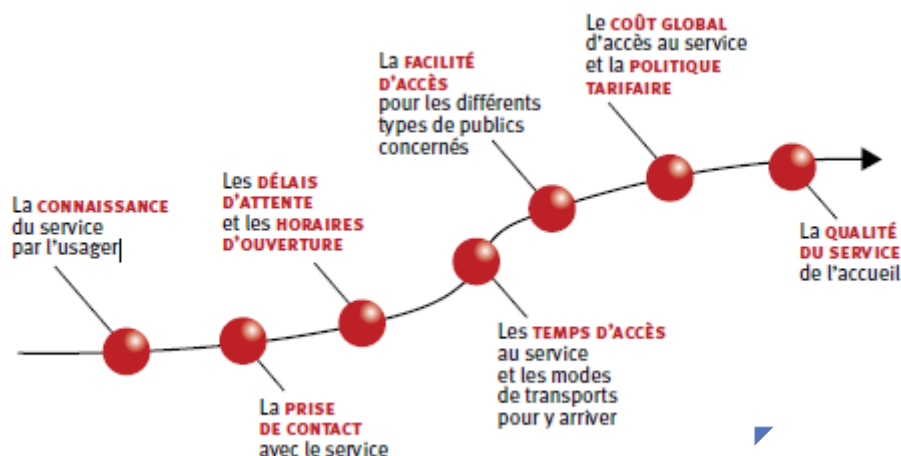 La CONNAISSANCE
du service
par l'usager
La PRISE
DE CONTACT
avec le service
Les DÉLAIS
D'ATTENTE
et les HORAIRES
D'OUVERTURE
Les TEMPS D'ACCÈS
au service
et les modes
de transports
pour y arriver
La FACILITÉ
D'ACCÈS
pour les différents
types de publics
concernés
Le COÛT GLOBAL
d'accès au service
et la POLITIQUE
TARIFAIRE
La QUALITÉ
DU SERVICE
de l'accueil